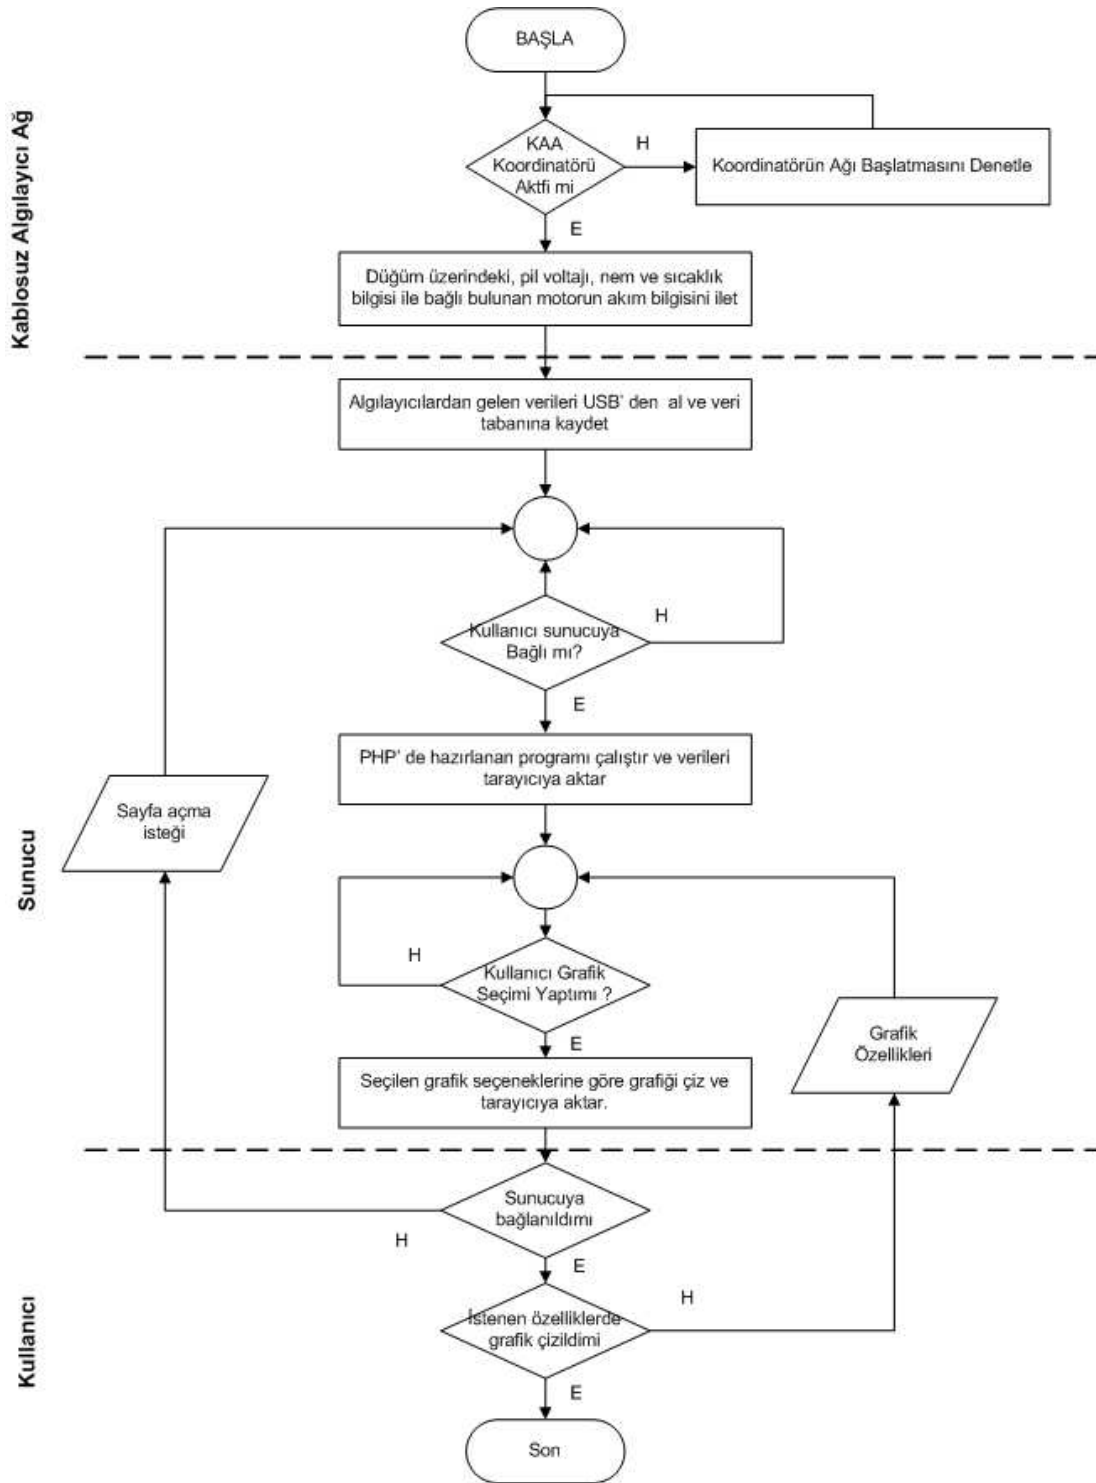 BAŞLA
Kablosuz Algılayıcı Ağ
KAA
Koordinatörü
Aktfi mi
H
Koordinatörün Ağı Başlatmasını Denetle
E
Düğüm üzerindeki, pil voltajı, nem ve sıcaklık
bilgisi ile bağlı bulunan motorun akım bilgisini ilet
Algılayıcılardan gelen verileri USB' den al ve veri
tabanına kaydet
Kullanıcı sunucuya
Bağlı mı?
H
E
PHP' de hazırlanan programı çalıştır ve verileri
tarayıcıya aktar
Sayfa açma
isteği
Sunucu
H
Kullanıcı Grafik
Seçimi Yaptımı ?
E
Grafik
Özellikleri
Seçilen grafik seçeneklerine göre grafiği çiz ve
tarayıcıya aktar.
Sunucuya
bağlanıldımı
H
E
Kullanıcı
İstenen özelliklerde
grafik çizildimi
H
E
Son